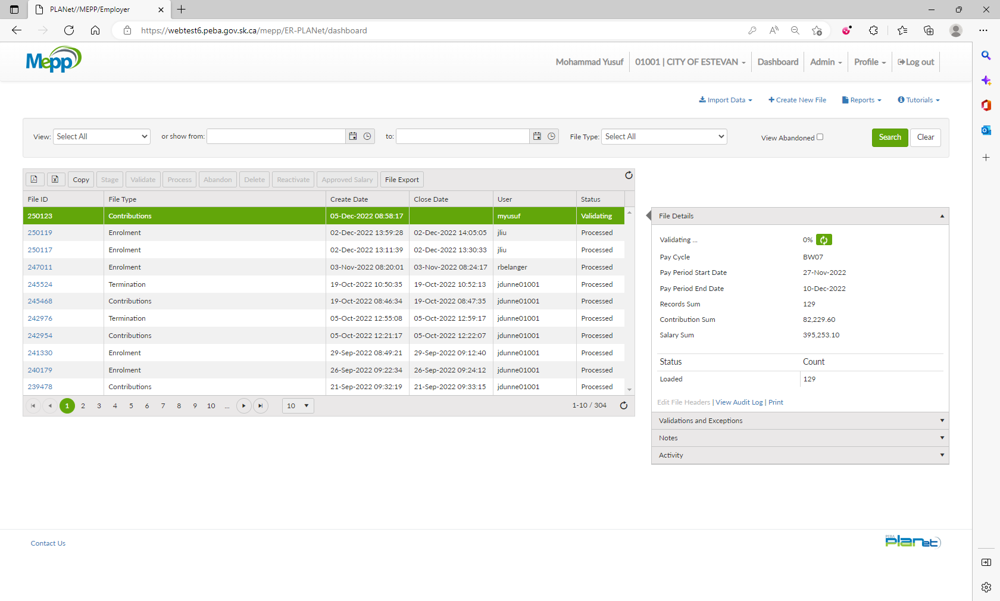 PLANet//MEPP/Employer
https://webtest6.peba.gov.sk.ca/mepp/ER-PLANet/dashboard
Mepp
Mohammad Yusuf 01001 | CITY OF ESTEVAN Dashboard Admin Profile Log out
Import Data Create New File Reports Tutorials
View: Select All or show from: to: File Type: Select All View Abandoned Search Clear
Copy Stage Validate Process Abandon Delete Reactivate Approved Salary File Export
File ID File Type Create Date Close Date User Status
250123 Contributions 05-Dec-2022 08:58:17 myusuf Validating
250119 Enrolment 02-Dec-2022 13:59:28 02-Dec-2022 14:05:05 jliu Processed
250117 Enrolment 02-Dec-2022 13:11:39 02-Dec-2022 13:30:33 jliu Processed
247011 Enrolment 03-Nov-2022 08:20:01 03-Nov-2022 08:24:17 rbelanger Processed
245524 Termination 19-Oct-2022 10:50:35 19-Oct-2022 10:52:13 jdunne01001 Processed
245468 Contributions 19-Oct-2022 08:46:34 19-Oct-2022 08:47:35 jdunne01001 Processed
242976 Termination 05-Oct-2022 12:55:08 05-Oct-2022 12:59:17 jdunne01001 Processed
242954 Contributions 05-Oct-2022 12:21:17 05-Oct-2022 12:22:07 jdunne01001 Processed
241330 Enrolment 29-Sep-2022 08:49:21 29-Sep-2022 09:12:40 jdunne01001 Processed
240179 Enrolment 26-Sep-2022 09:22:34 26-Sep-2022 09:24:12 jdunne01001 Processed
239478 Contributions 21-Sep-2022 09:32:19 21-Sep-2022 09:33:15 jdunne01001 Processed
1 2 3 4 5 6 7 8 9 10 ... 10 1-10 / 304
File Details
Validating ... 0%
Pay Cycle BW07
Pay Period Start Date 27-Nov-2022
Pay Period End Date 10-Dec-2022
Records Sum 129
Contribution Sum 82,229.60
Salary Sum 395,253.10
Status Count
Loaded 129
Edit File Headers | View Audit Log | Print
Validations and Exceptions
Notes
Activity
Contact Us
PEBA
planet